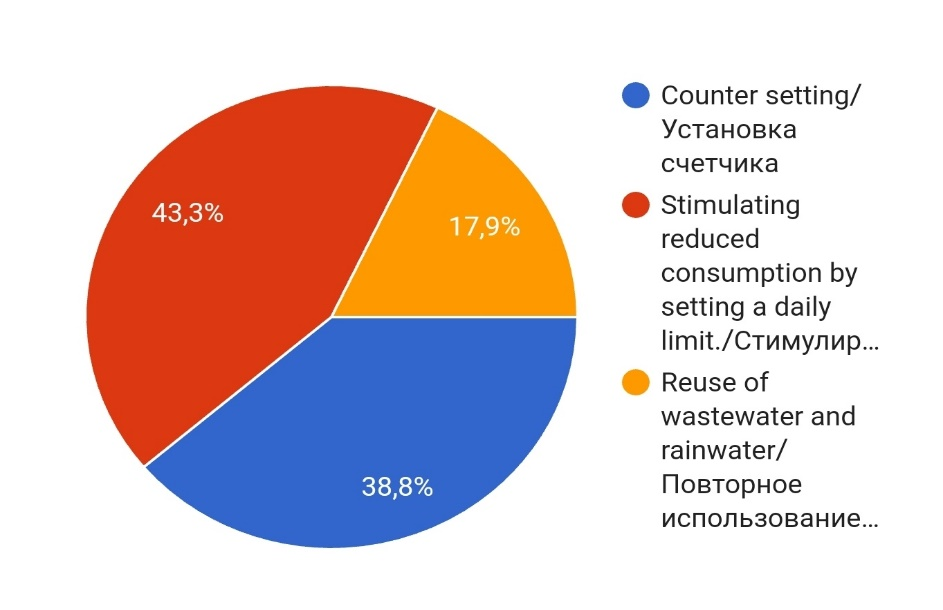 43,3%
17,9%
38,8%
Counter setting/
Установка
счетчика
Stimulating
reduced
consumption by
setting a daily
limit./Стимулир...
Reuse of
wastewater and
rainwater/
Повторное
использование...